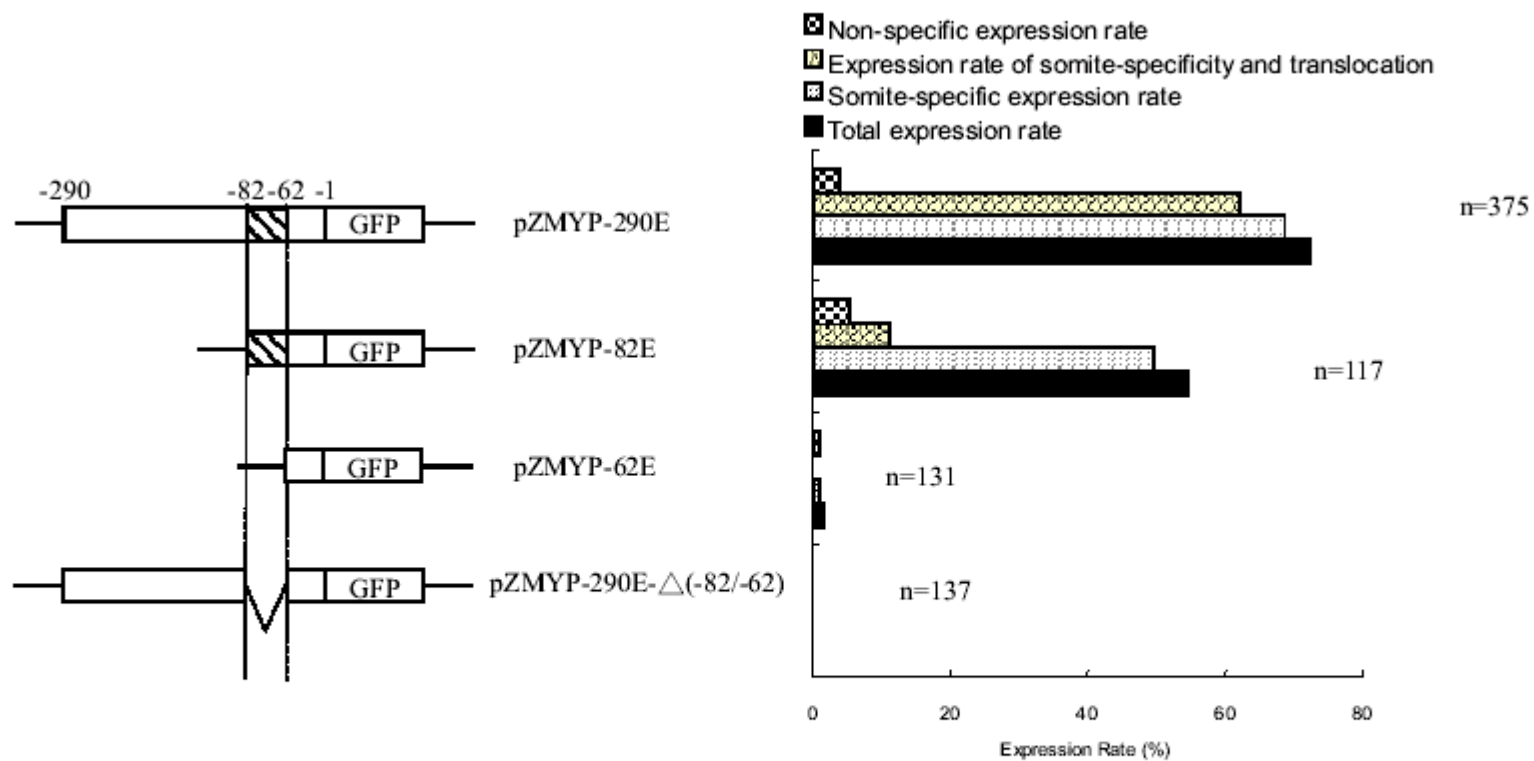 Non-specific expression rate
Expression rate of somite-specificity and translocation
Somite-specific expression rate
Total expression rate
-290 -82 -62 -1
GFP pZMYP-290E n=375
GFP pZMYP-82E n=117
GFP pZMYP-62E n=131
GFP pZMYP-290E-△(-82/-62) n=137
0 20 40 60 80
Expression Rate (%)